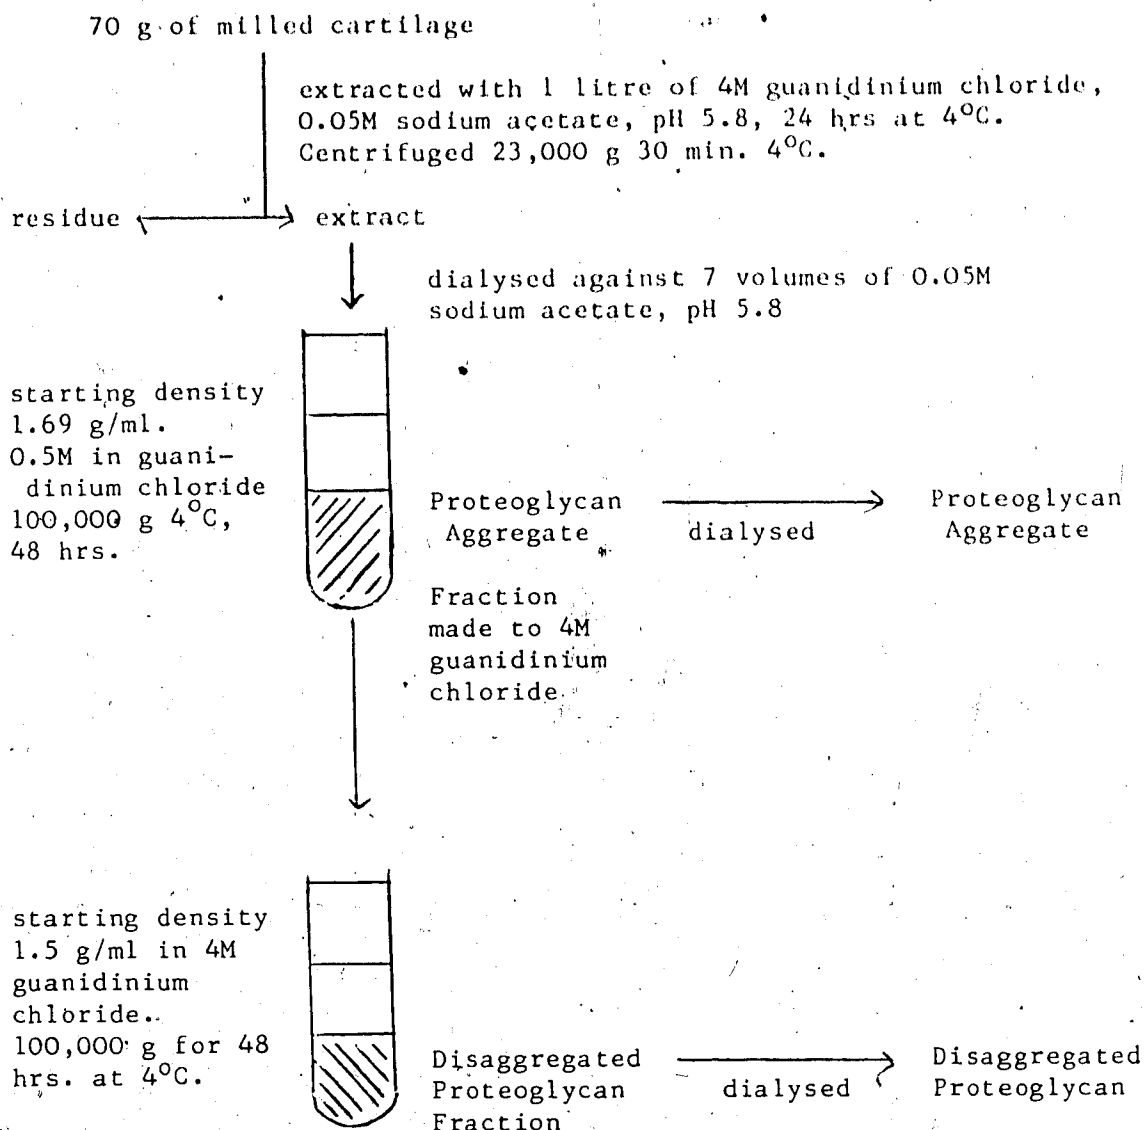 70 g of milled cartilage
extracted with 1 litre of 4M guanidinium chloride,
0.05M sodium acetate, pH 5.8, 24 hrs at 4°C.
Centrifuged 23,000 g 30 min. 4°C.
residue
extract
dialysed against 7 volumes of 0.05M
sodium acetate, pH 5.8
starting density
1.69 g/ml.
0.5M in guani-
dinium chloride
100,000 g 4°C,
48 hrs.
Proteoglycan
Aggregate
dialysed
Proteoglycan
Aggregate
Fraction
made to 4M
guanidinium
chloride
starting density
1.5 g/ml in 4M
guanidinium
chloride.
100,000 g for 48
hrs. at 4°C.
Disaggregated
Proteoglycan
Fraction
dialysed
Disaggregated
Proteoglycan